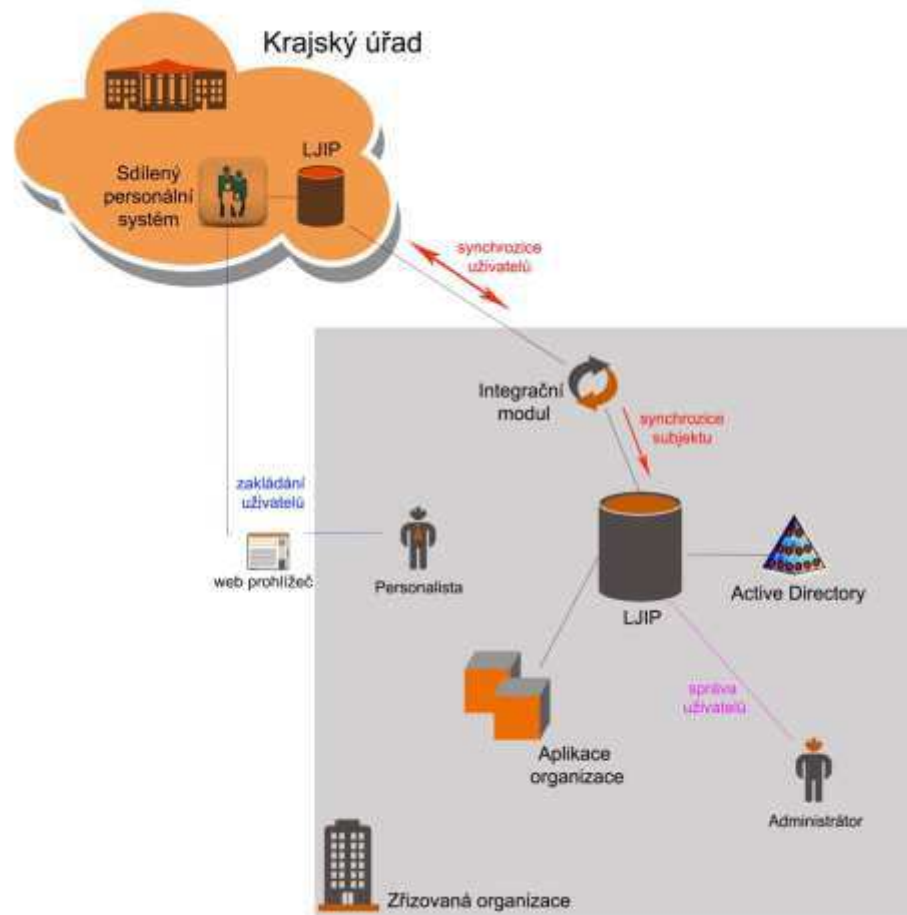 Krajský úřad
LJIP
Sdílený
personální
systém
synchrozice
uživatelů
Integrační
modul
synchrozice
subjektu
zakládání
uživatelů
web prohlížeč
Personalista
LJIP
Active Directory
správa
uživatelů
Aplikace
organizace
Administrátor
Zřizovaná organizace